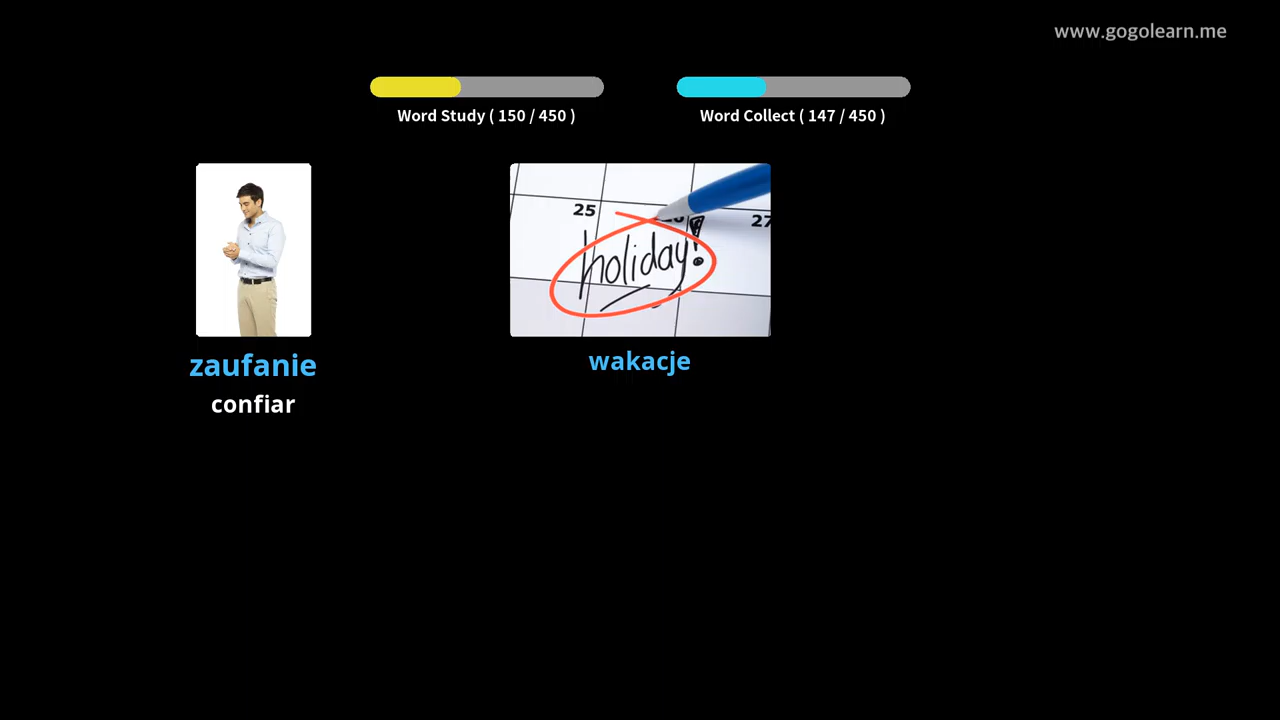 www.gogolearn.me
Word Study ( 150 / 450 )
Word Collect ( 147 / 450 )
25
27
holiday!
zaufanie
wakacje
confiar